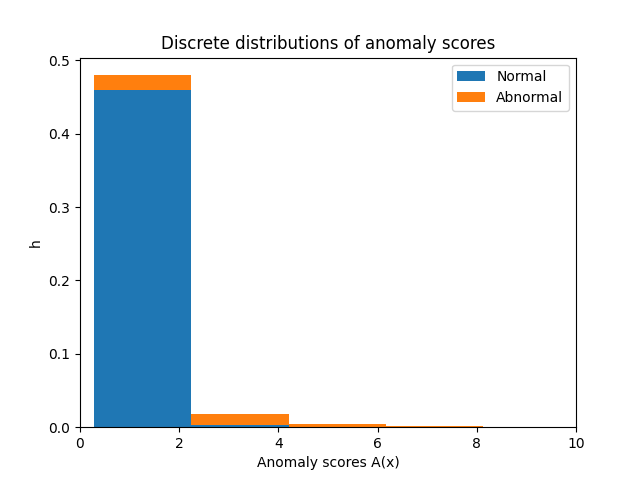 Discrete distributions of anomaly scores
Normal
Abnormal
h
0.5
0.4
0.3
0.2
0.1
0.0
0 2 4 6 8 10
Anomaly scores A(x)